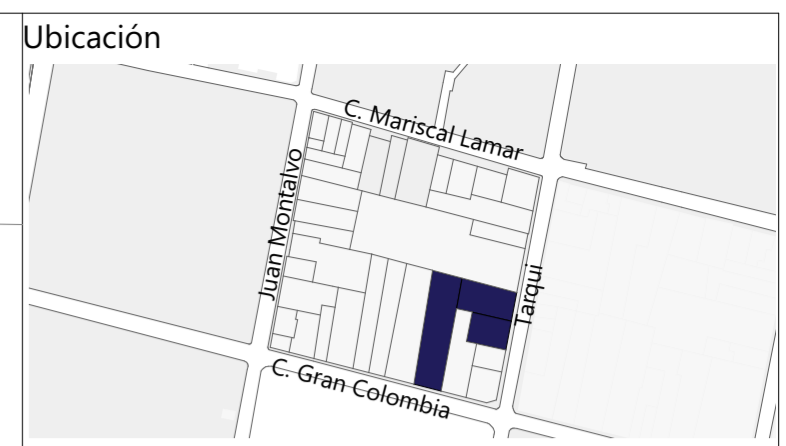 Ubicación
C. Mariscal Lamar
Juan Montalvo
Tarqui
C. Gran Colombia